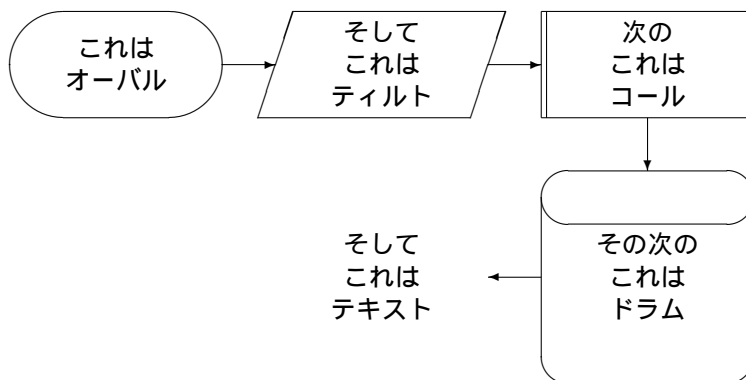 これは
オーバル
そして
これは
ティルト
次の
これは
コール
その次の
これは
ドラム
そして
これは
テキスト